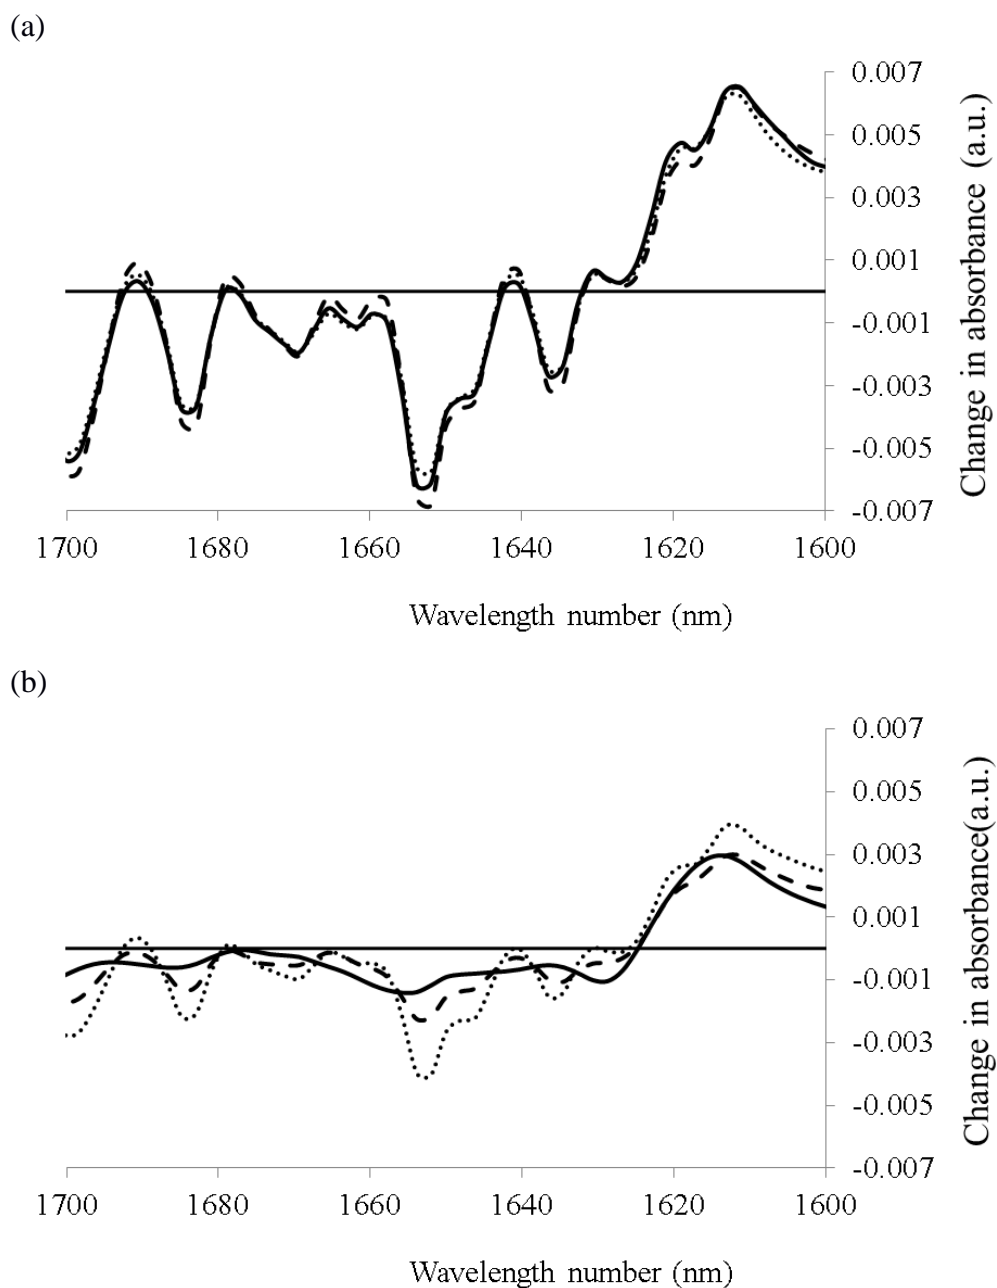 (a)
0.007
0.005
0.003
0.001
-0.001
-0.003
-0.005
-0.007
Change in absorbance (a.u.)
1700 1680 1660 1640 1620 1600
Wavelength number (nm)
(b)
0.007
0.005
0.003
0.001
-0.001
-0.003
-0.005
-0.007
Change in absorbance(a.u.)
1700 1680 1660 1640 1620 1600
Wavelength number (nm)